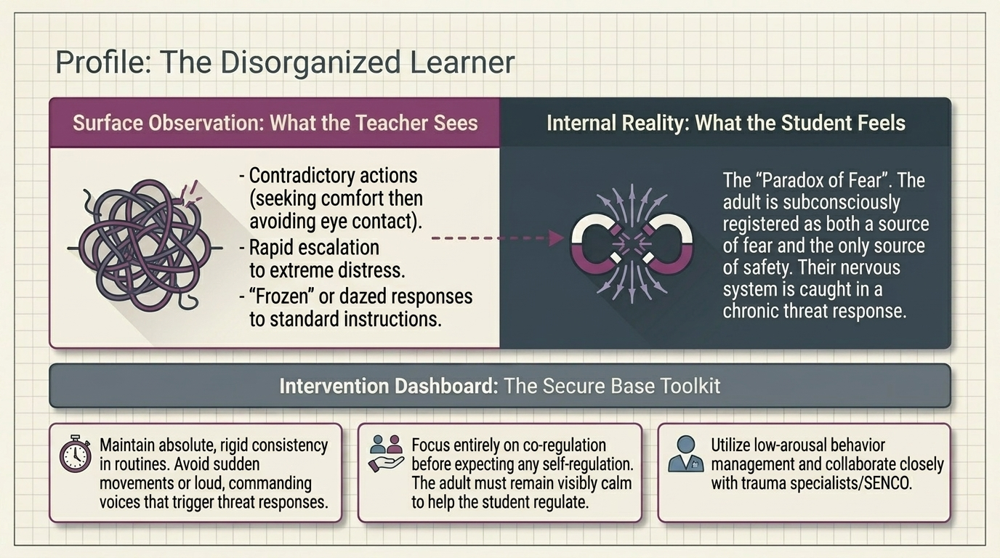 Profile: The Disorganized Learner
Surface Observation: What the Teacher Sees
- Contradictory actions
(seeking comfort then
avoiding eye contact).
- Rapid escalation
to extreme distress.
- “Frozen” or dazed responses
to standard instructions.
Internal Reality: What the Student Feels
The “Paradox of Fear”. The
adult is subconsciously
registered as both a source
of fear and the only source
of safety. Their nervous
system is caught in a
chronic threat response.
Intervention Dashboard: The Secure Base Toolkit
Maintain absolute, rigid consistency
in routines. Avoid sudden
movements or loud, commanding
voices that trigger threat responses.
Focus entirely on co-regulation
before expecting any self-regulation.
The adult must remain visibly calm
to help the student regulate.
Utilize low-arousal behavior
management and collaborate closely
with trauma specialists/SENCO.